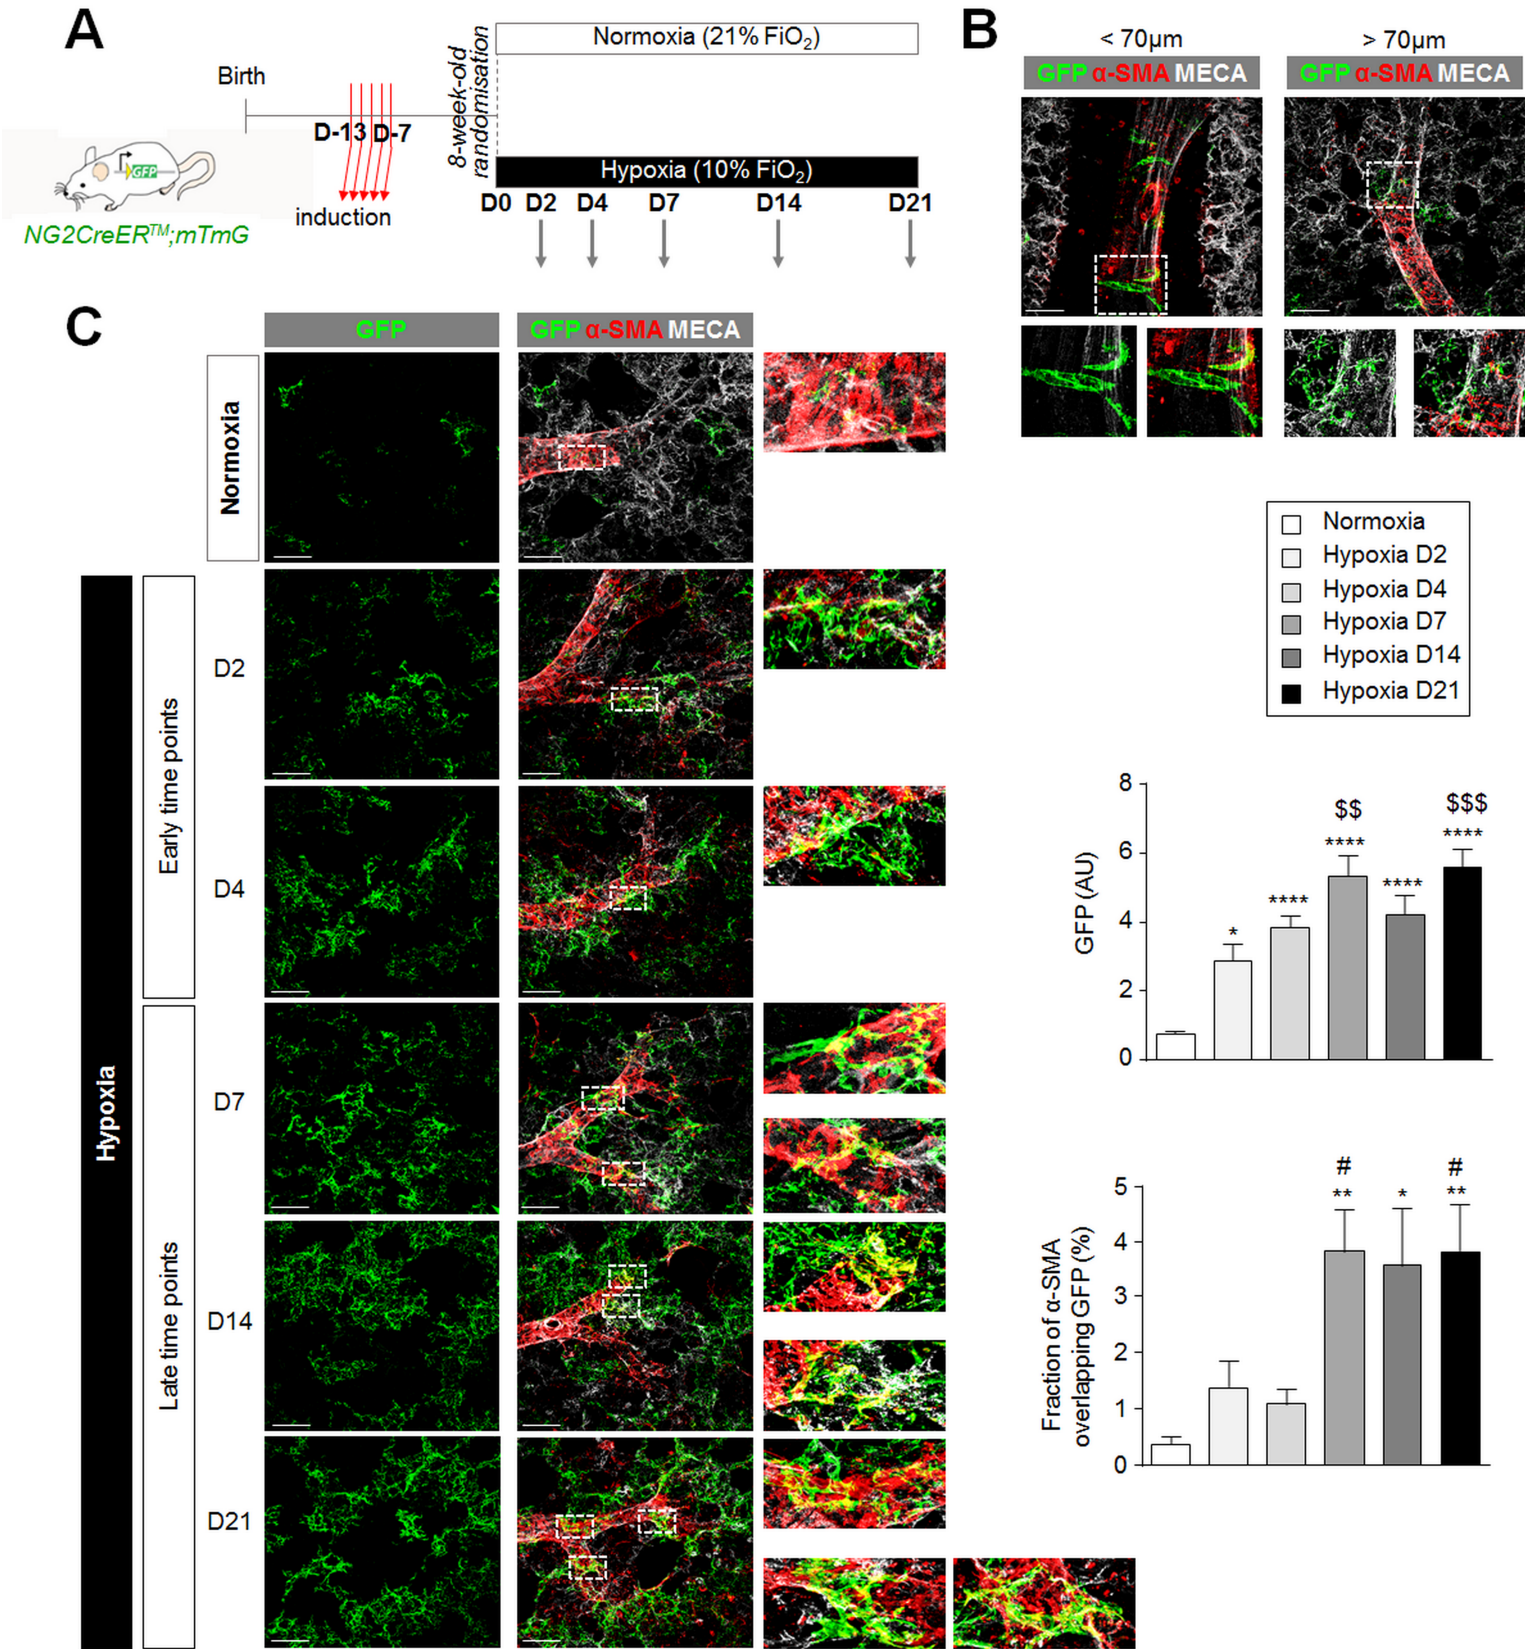 A
Birth
D-13 D-7
induction
GFP
NG2CreER™;mTmG
8-week-old
randomisation
Normoxia (21% FiO₂)
Hypoxia (10% FiO₂)
D0 D2 D4 D7 D14 D21
B
< 70μm
GFP α-SMA MECA
> 70μm
GFP α-SMA MECA
C
GFP
GFP α-SMA MECA
Normoxia
Hypoxia
Early time points
D2
D4
Late time points
D7
D14
D21
Normoxia
Hypoxia D2
Hypoxia D4
Hypoxia D7
Hypoxia D14
Hypoxia D21
GFP (AU)
8
6
4
2
0
*
****
$$
****
****
$$$
****
Fraction of α-SMA
overlapping GFP (%)
5
4
3
2
1
0
#
**
*
#
**